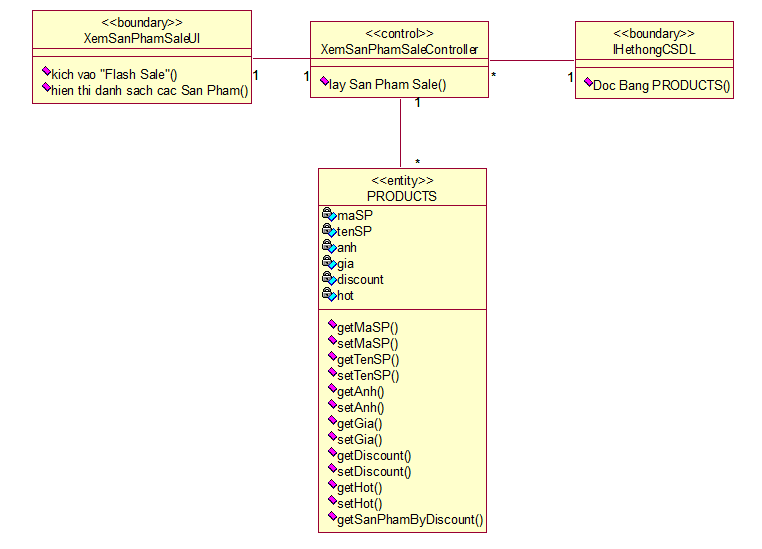 <<boundary>>
XemSanPhamSaleUI
kich vao "Flash Sale"()
hien thi danh sach cac San Pham()
1
1
<<control>>
XemSanPhamSaleController
lay San Pham Sale()
*
1
<<boundary>>
IHethongCSDL
Doc Bang PRODUCTS()
1
*
<<entity>>
PRODUCTS
maSP
tenSP
anh
gia
discount
hot
getMaSP()
setMaSP()
getTenSP()
setTenSP()
getAnh()
setAnh()
getGia()
setGia()
getDiscount()
setDiscount()
getHot()
setHot()
getSanPhamByDiscount()